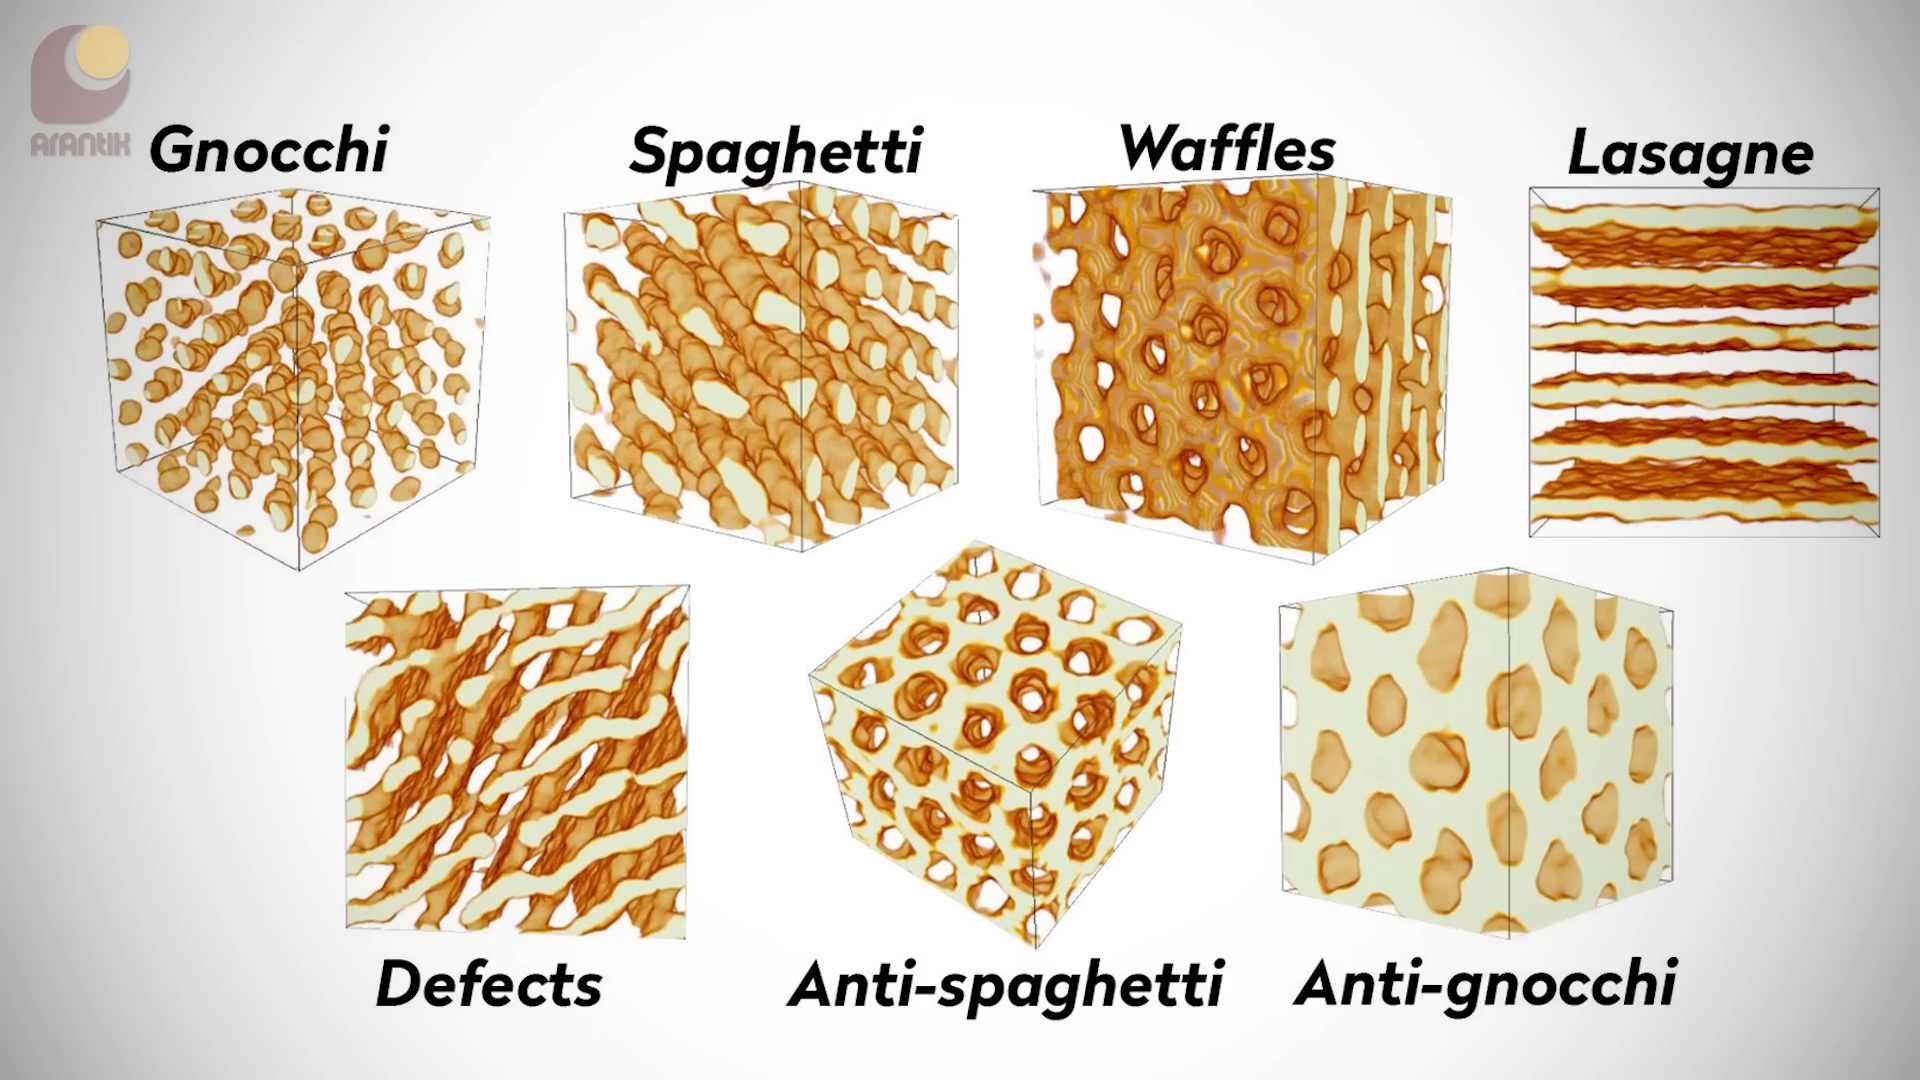 Arantik
Gnocchi
Spaghetti
Waffles
Lasagne
Defects
Anti-spaghetti
Anti-gnocchi